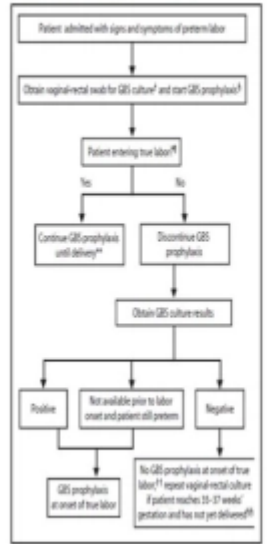 Patient admitted with signs and symptoms of preterm labor
Obtain vaginal-rectal swab for GBS culture† and start GBS prophylaxis§
Patient entering true labor?¶
Yes
No
Continue GBS prophylaxis
until delivery**
Discontinue GBS
prophylaxis
Obtain GBS culture results
Positive
Not available prior to labor
onset and patient still preterm
Negative
GBS prophylaxis
at onset of true labor
No GBS prophylaxis at onset of true
labor;†† repeat vaginal-rectal culture
if patient reaches 35–37 weeks'
gestation and has not yet delivered§§